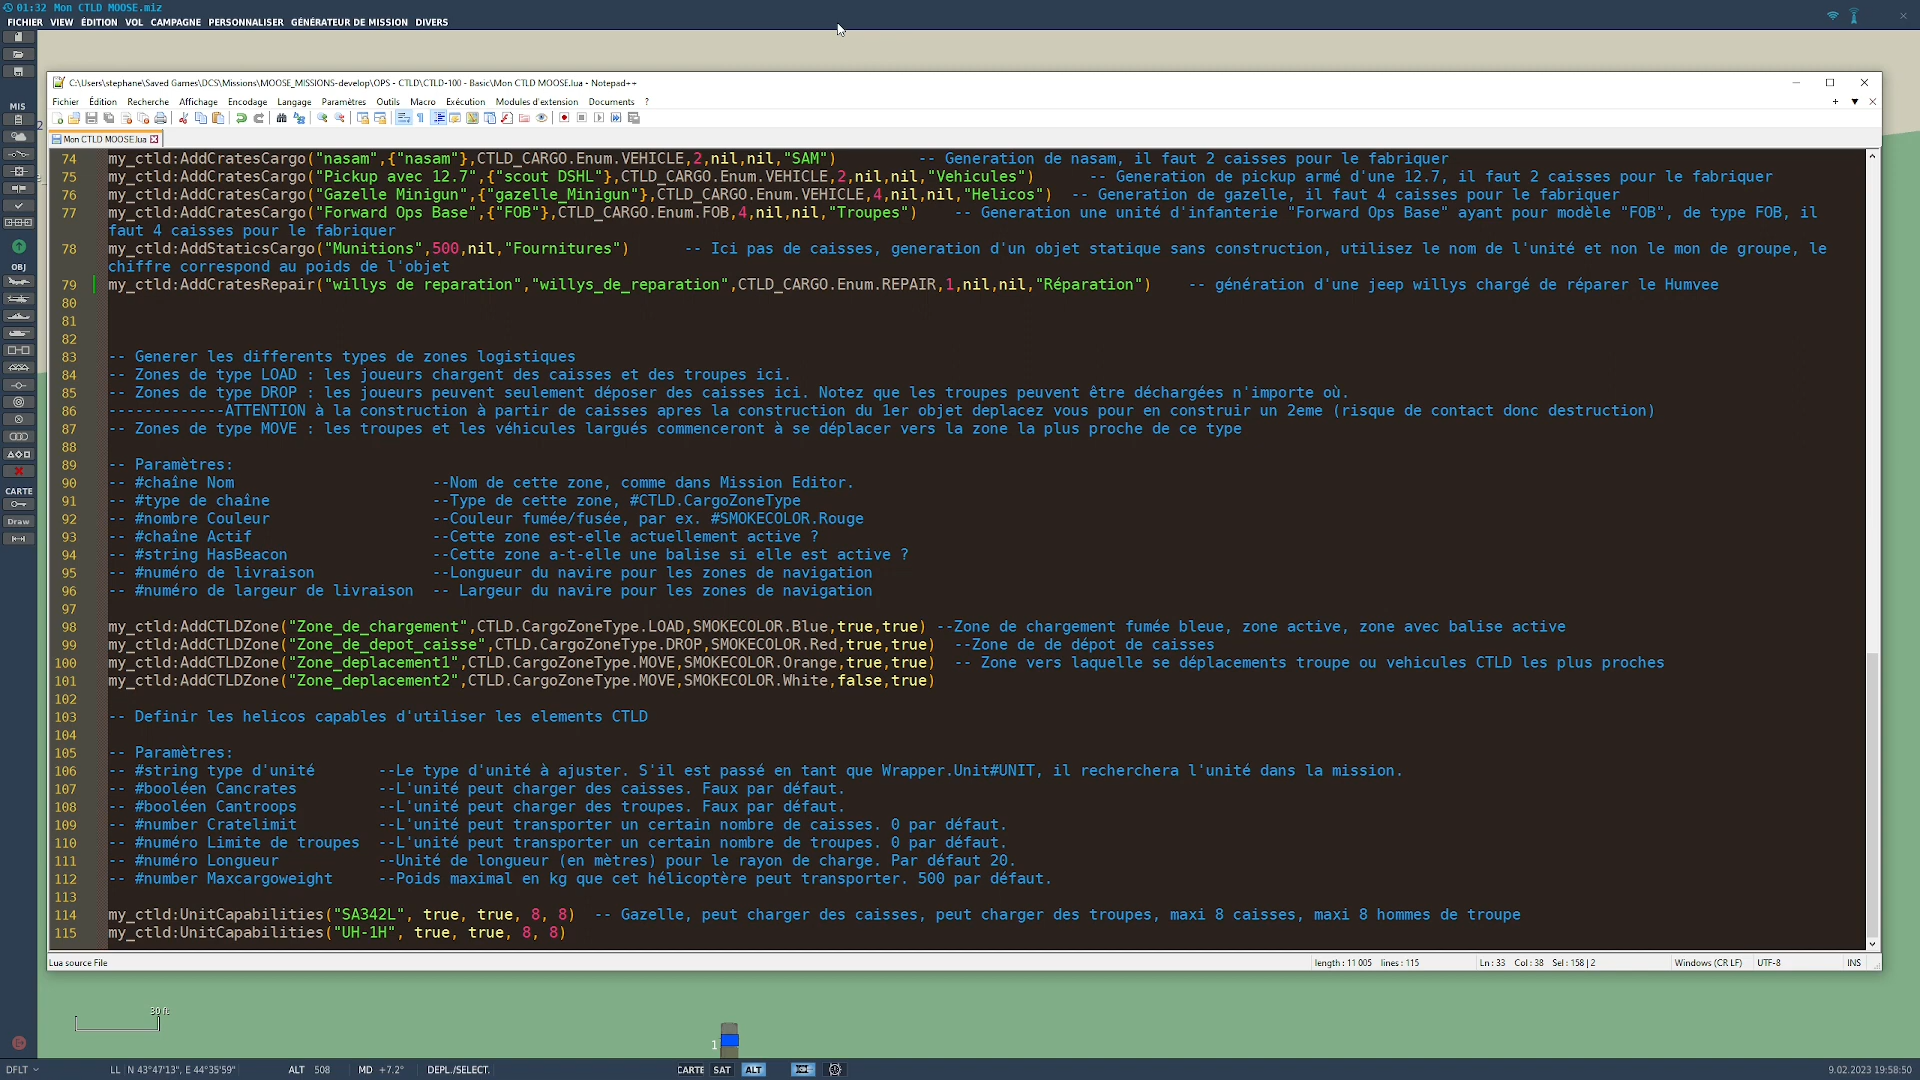 01:32 Mon CTLD MOOSE.miz
FICHIER VIEW ÉDITION VOL CAMPAGNE PERSONNALISER GÉNÉRATEUR DE MISSION DIVERS
C:\Users\stephane\Saved Games\DCS\Missions\MOOSE_MISSIONS-develop\OPS - CTLD\CTLD-100 - Basic\Mon CTLD MOOSE.lua - Notepad++
Fichier Édition Recherche Affichage Encodage Langage Paramètres Outils Macro Exécution Modules d'extension Documents ?
Mon CTLD MOOSE.lua
MIS
OBJ
CARTE
Draw
74 my_ctld:AddCratesCargo("nasam",{"nasam"},CTLD_CARGO.Enum.VEHICLE,2,nil,nil,"SAM") -- Generation de nasam, il faut 2 caisses pour le fabriquer
75 my_ctld:AddCratesCargo("Pickup avec 12.7",{"scout DSHL"},CTLD_CARGO.Enum.VEHICLE,2,nil,nil,"Vehicules") -- Generation de pickup armé d'une 12.7, il faut 2 caisses pour le fabriquer
76 my_ctld:AddCratesCargo("Gazelle Minigun",{"gazelle_Minigun"},CTLD_CARGO.Enum.VEHICLE,4,nil,nil,"Helicos") -- Generation de gazelle, il faut 4 caisses pour le fabriquer
77 my_ctld:AddCratesCargo("Forward Ops Base",{"FOB"},CTLD_CARGO.Enum.FOB,4,nil,nil,"Troupes") -- Generation une unité d'infanterie "Forward Ops Base" ayant pour modèle "FOB", de type FOB, il
faut 4 caisses pour le fabriquer
78 my_ctld:AddStaticsCargo("Munitions",500,nil,"Fournitures") -- Ici pas de caisses, generation d'un objet statique sans construction, utilisez le nom de l'unité et non le mon de groupe, le
chiffre correspond au poids de l'objet
79 my_ctld:AddCratesRepair("willys de reparation","willys_de_reparation",CTLD_CARGO.Enum.REPAIR,1,nil,nil,"Réparation") -- génération d'une jeep willys chargé de réparer le Humvee
80
81
82
83 -- Generer les differents types de zones logistiques
84 -- Zones de type LOAD : les joueurs chargent des caisses et des troupes ici.
85 -- Zones de type DROP : les joueurs peuvent seulement déposer des caisses ici. Notez que les troupes peuvent être déchargées n'importe où.
86 -------------ATTENTION à la construction à partir de caisses apres la construction du 1er objet deplacez vous pour en construir un 2eme (risque de contact donc destruction)
87 -- Zones de type MOVE : les troupes et les véhicules largués commenceront à se déplacer vers la zone la plus proche de ce type
88
89 -- Paramètres:
90 -- #chaîne Nom --Nom de cette zone, comme dans Mission Editor.
91 -- #type de chaîne --Type de cette zone, #CTLD.CargoZoneType
92 -- #nombre Couleur --Couleur fumée/fusée, par ex. #SMOKECOLOR.Rouge
93 -- #chaîne Actif --Cette zone est-elle actuellement active ?
94 -- #string HasBeacon --Cette zone a-t-elle une balise si elle est active ?
95 -- #numéro de livraison --Longueur du navire pour les zones de navigation
96 -- #numéro de largeur de livraison -- Largeur du navire pour les zones de navigation
97
98 my_ctld:AddCTLDZone("Zone_de_chargement",CTLD.CargoZoneType.LOAD,SMOKECOLOR.Blue,true,true) --Zone de chargement fumée bleue, zone active, zone avec balise active
99 my_ctld:AddCTLDZone("Zone_de_depot_caisse",CTLD.CargoZoneType.DROP,SMOKECOLOR.Red,true,true) --Zone de de dépot de caisses
100 my_ctld:AddCTLDZone("Zone_deplacement1",CTLD.CargoZoneType.MOVE,SMOKECOLOR.Orange,true,true) -- Zone vers laquelle se déplacements troupe ou vehicules CTLD les plus proches
101 my_ctld:AddCTLDZone("Zone_deplacement2",CTLD.CargoZoneType.MOVE,SMOKECOLOR.White,false,true)
102
103 -- Definir les helicos capables d'utiliser les elements CTLD
104
105 -- Paramètres:
106 -- #string type d'unité --Le type d'unité à ajuster. S'il est passé en tant que Wrapper.Unit#UNIT, il recherchera l'unité dans la mission.
107 -- #booléen Cancrates --L'unité peut charger des caisses. Faux par défaut.
108 -- #booléen Cantroops --L'unité peut charger des troupes. Faux par défaut.
109 -- #number Cratelimit --L'unité peut transporter un certain nombre de caisses. 0 par défaut.
110 -- #numéro Limite de troupes --L'unité peut transporter un certain nombre de troupes. 0 par défaut.
111 -- #numéro Longueur --Unité de longueur (en mètres) pour le rayon de charge. Par défaut 20.
112 -- #number Maxcargoweight --Poids maximal en kg que cet hélicoptère peut transporter. 500 par défaut.
113
114 my_ctld:UnitCapabilities("SA342L", true, true, 8, 8) -- Gazelle, peut charger des caisses, peut charger des troupes, maxi 8 caisses, maxi 8 hommes de troupe
115 my_ctld:UnitCapabilities("UH-1H", true, true, 8, 8)
Lua source File length : 11 005 lines : 115 Ln : 33 Col : 38 Sel : 158 | 2 Windows (CR LF) UTF-8 INS
30 ft
1
DFLT LL N 43°47'13", E 44°35'59" ALT 508 MD +7.2° DEPL./SELECT. CARTE SAT ALT 9.02.2023 19:58:50